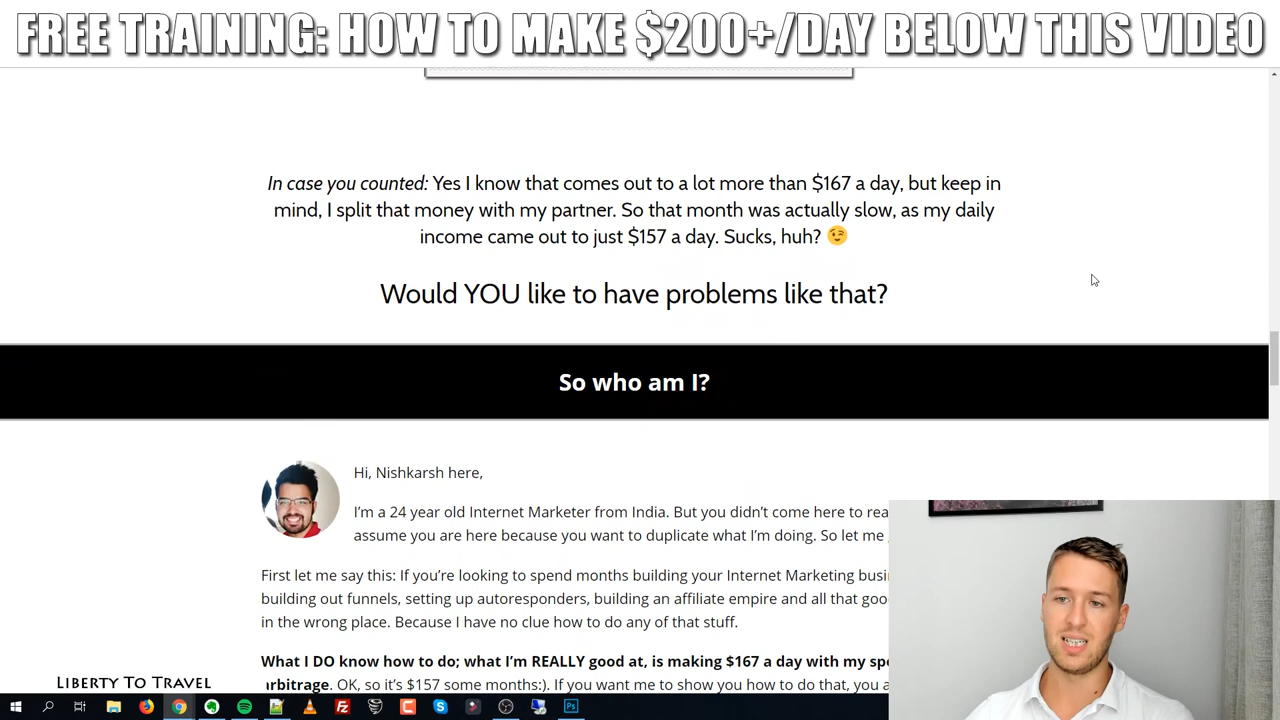 FREE TRAINING: HOW TO MAKE $200+/DAY BELOW THIS VIDEO
In case you counted: Yes I know that comes out to a lot more than $167 a day, but keep in
mind, I split that money with my partner. So that month was actually slow, as my daily
income came out to just $157 a day. Sucks, huh? 😉
Would YOU like to have problems like that?
So who am I?
Hi, Nishkarsh here,
I'm a 24 year old Internet Marketer from India. But you didn't come here to rea
assume you are here because you want to duplicate what I'm doing. So let me
First let me say this: If you're looking to spend months building your Internet Marketing busi
building out funnels, setting up autoresponders, building an affiliate empire and all that goo
in the wrong place. Because I have no clue how to do any of that stuff.
What I DO know how to do; what I'm REALLY good at, is making $167 a day with my spe
rbitrage. OK, so it's $157 some months:). If you want me to show you how to do that, you a
LIBERTY TO TRAVEL